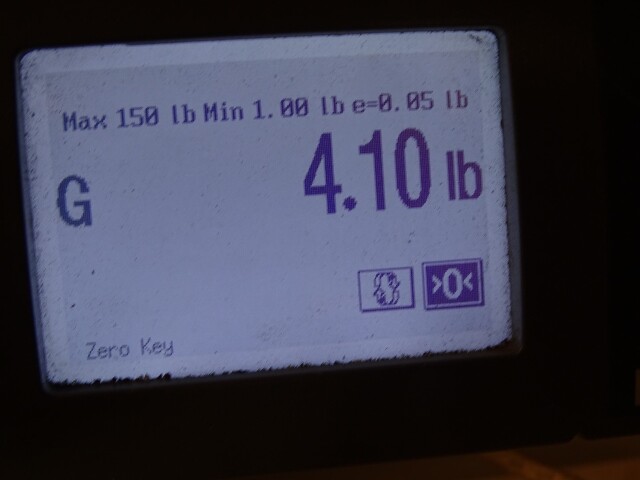 Max 150 lb Min 1.00 lb e=0.05 lb
G 4.10 lb
>0<
Zero Key